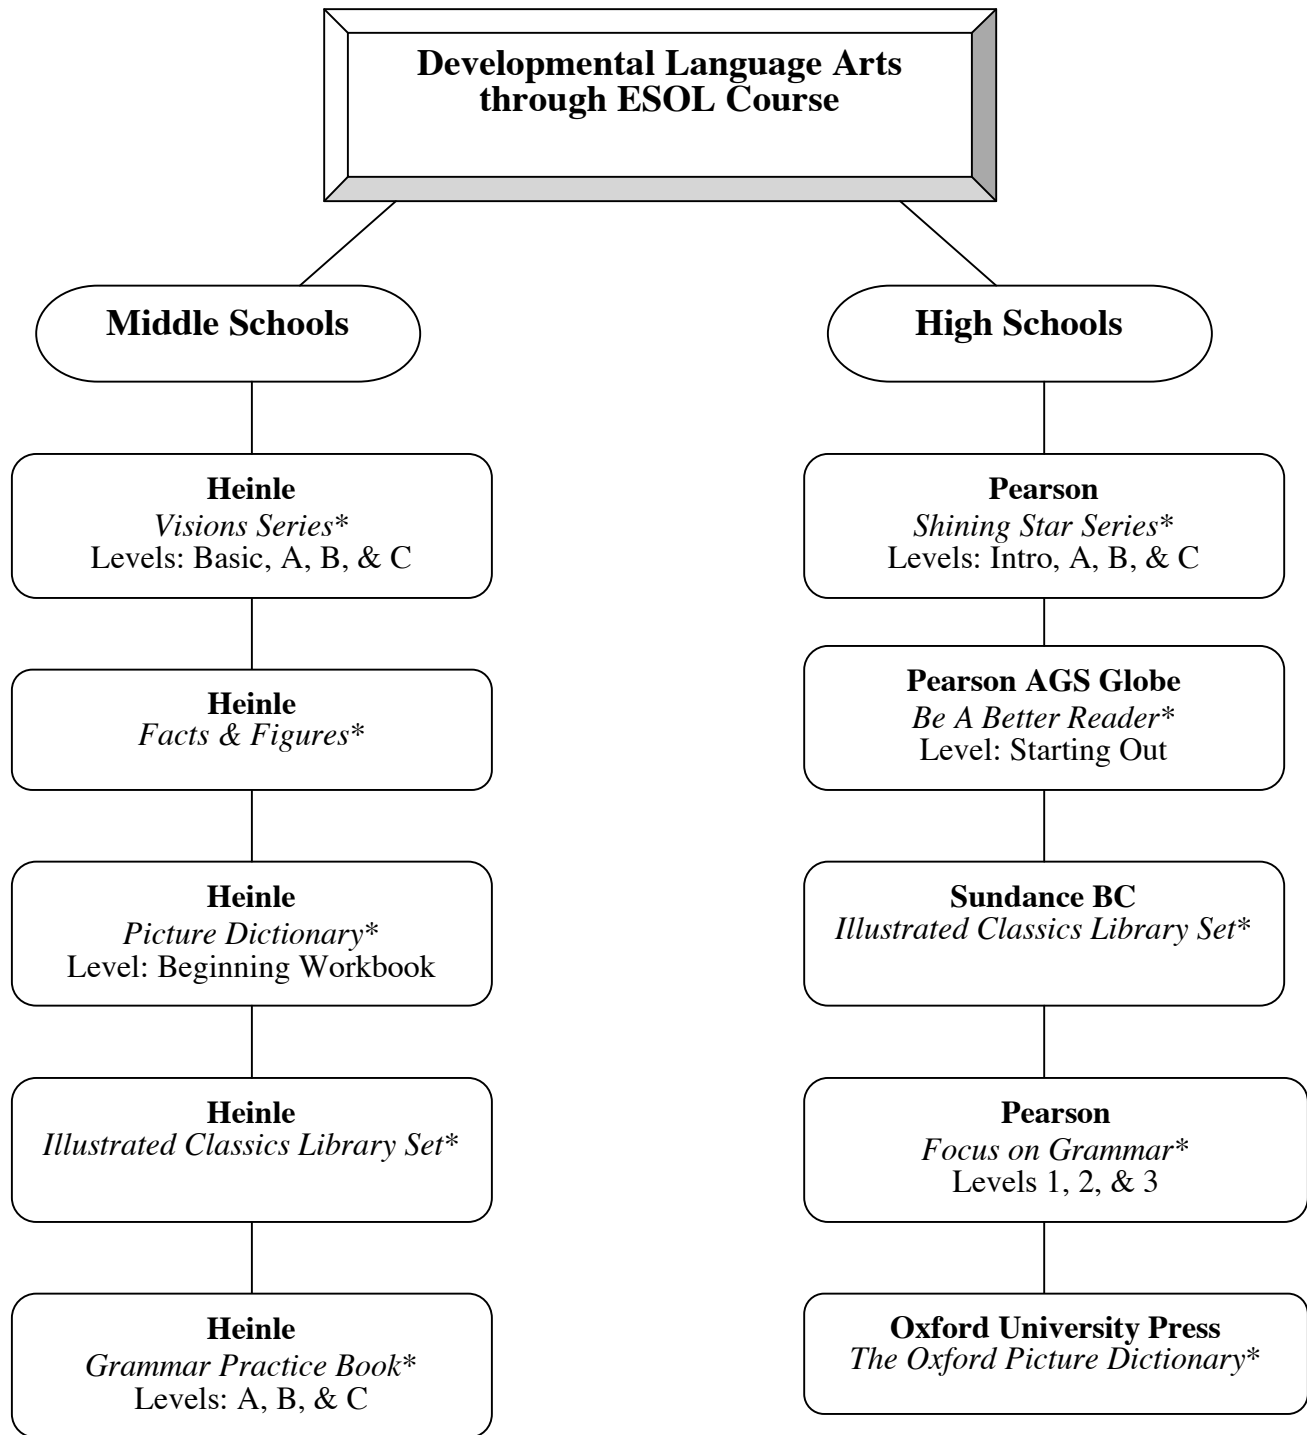 Developmental Language Arts
through ESOL Course
Middle Schools
Heinle
Visions Series*
Levels: Basic, A, B, & C
Heinle
Facts & Figures*
Heinle
Picture Dictionary*
Level: Beginning Workbook
Heinle
Illustrated Classics Library Set*
Heinle
Grammar Practice Book*
Levels: A, B, & C
High Schools
Pearson
Shining Star Series*
Levels: Intro, A, B, & C
Pearson AGS Globe
Be A Better Reader*
Level: Starting Out
Sundance BC
Illustrated Classics Library Set*
Pearson
Focus on Grammar*
Levels 1, 2, & 3
Oxford University Press
The Oxford Picture Dictionary*